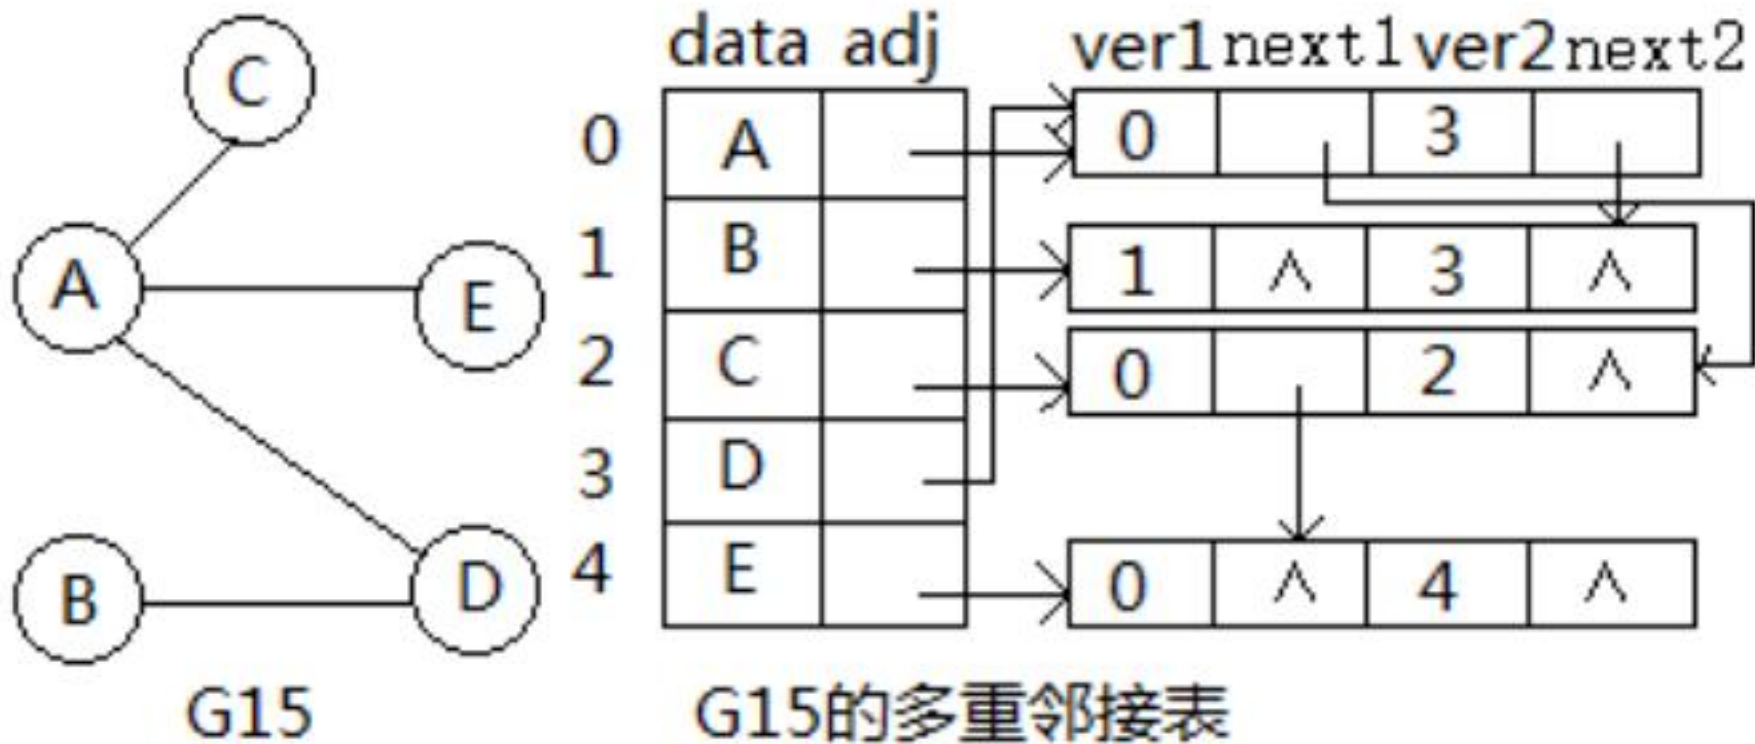 C
A
E
B
D
G15
data adj
ver1 next1 ver2 next2
0 A
1 B
2 C
3 D
4 E
0 3
1 ∧ 3 ∧
0 2 ∧
0 ∧ 4 ∧
G15的多重邻接表